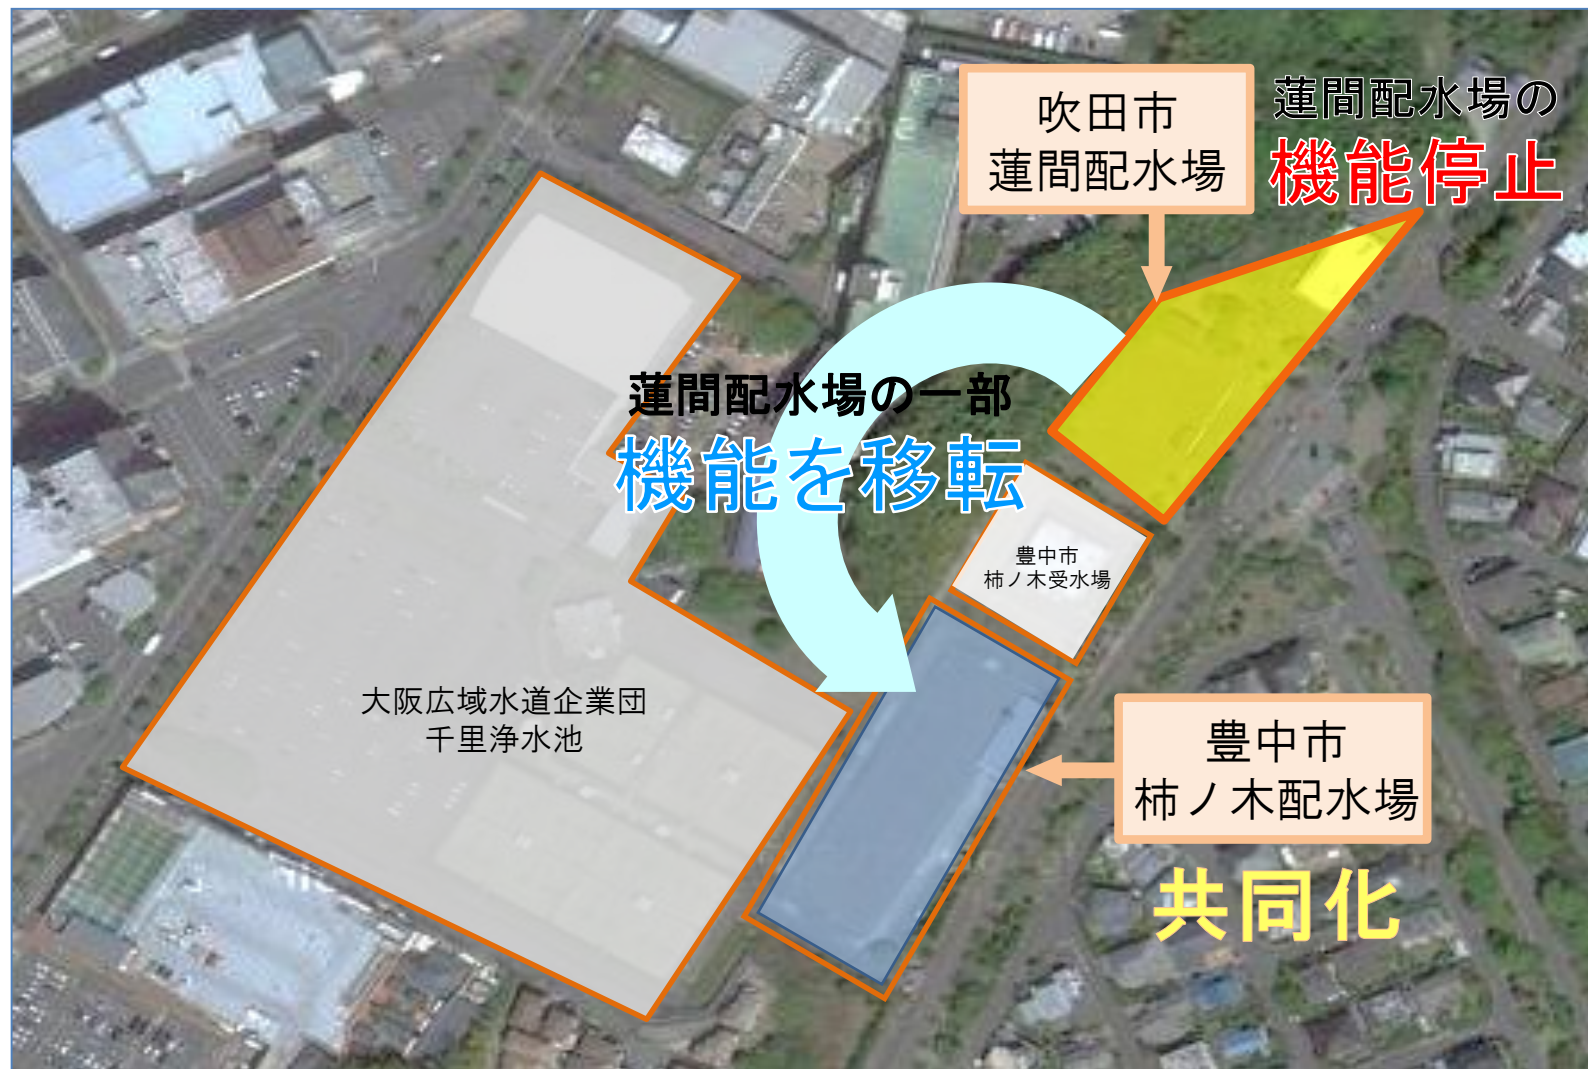 吹田市
蓮間配水場
蓮間配水場の
機能停止
蓮間配水場の一部
機能を移転
豊中市
柿ノ木受水場
大阪広域水道企業団
千里浄水池
豊中市
柿ノ木配水場
共同化